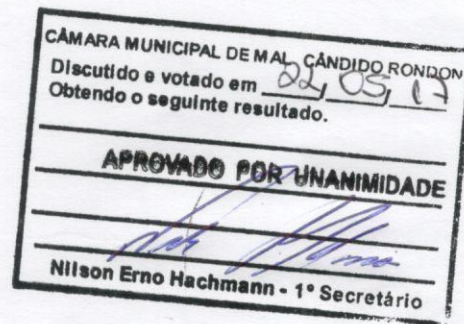 CÂMARA MUNICIPAL DE MAL. CÂNDIDO RONDON
Discutido e votado em 22, 05, 17
Obtendo o seguinte resultado.
APROVADO POR UNANIMIDADE
Nilson Erno Hachmann - 1º Secretário